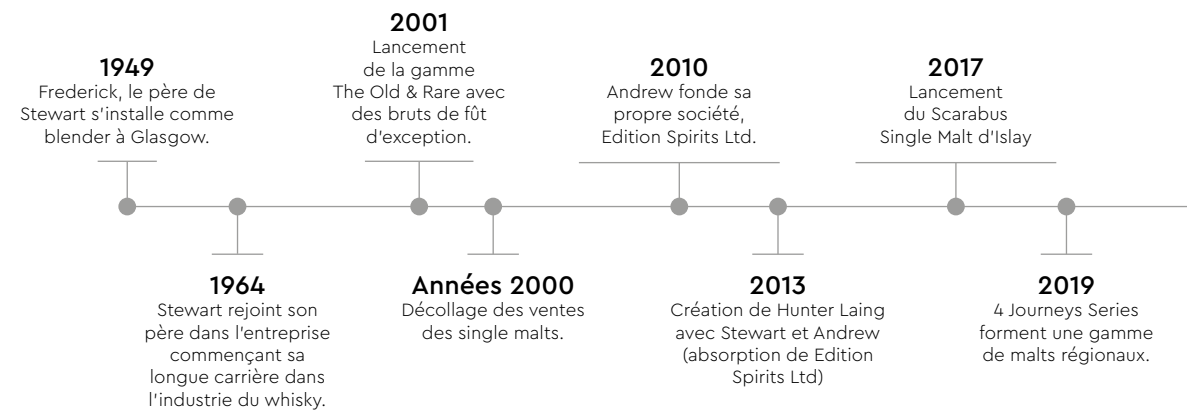 1949
Frederick, le père de
Stewart s'installe comme
blender à Glasgow.
1964
Stewart rejoint son
père dans l'entreprise
commençant sa
longue carrière dans
l'industrie du whisky.
2001
Lancement
de la gamme
The Old & Rare avec
des bruts de fût
d'exception.
Années 2000
Décollage des ventes
des single malts.
2010
Andrew fonde sa
propre société,
Edition Spirits Ltd.
2013
Création de Hunter Laing
avec Stewart et Andrew
(absorption de Edition
Spirits Ltd)
2017
Lancement
du Scarabus
Single Malt d'Islay
2019
4 Journeys Series
forment une gamme
de malts régionaux.